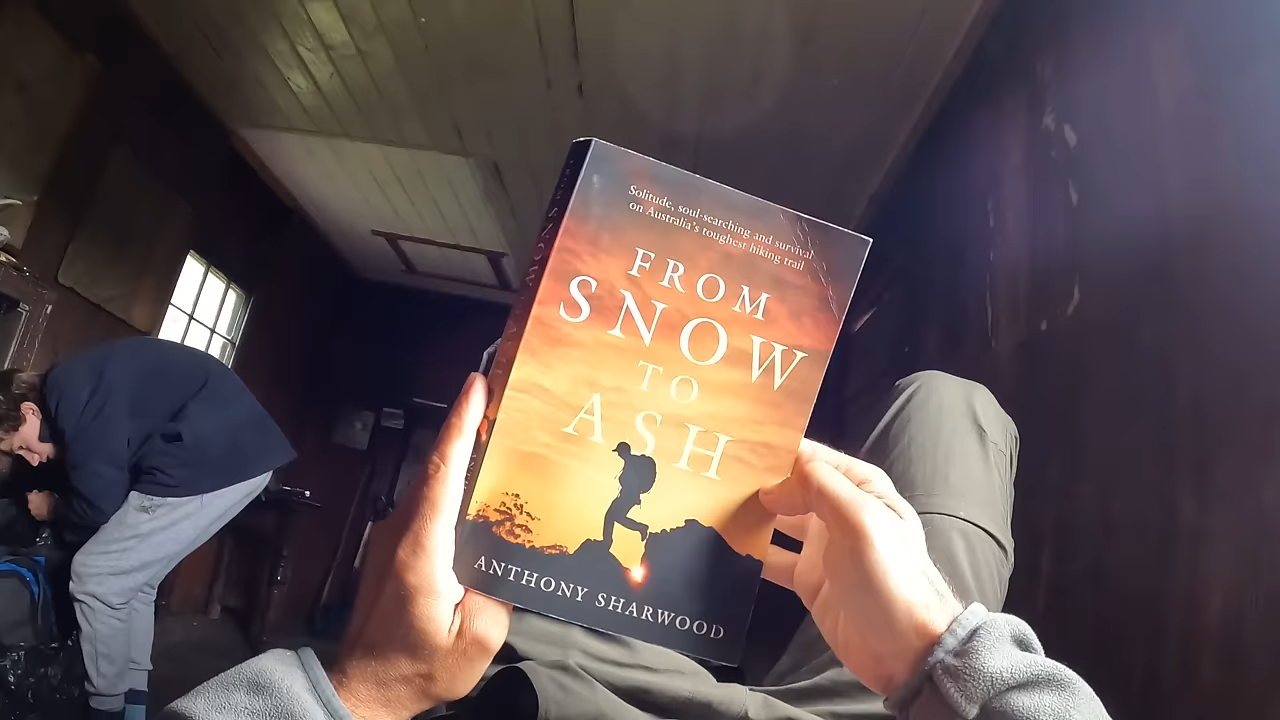 Solitude, soul-searching and survival
on Australia's toughest hiking trail
FROM
SNOW
TO
ASH
ANTHONY SHARWOOD